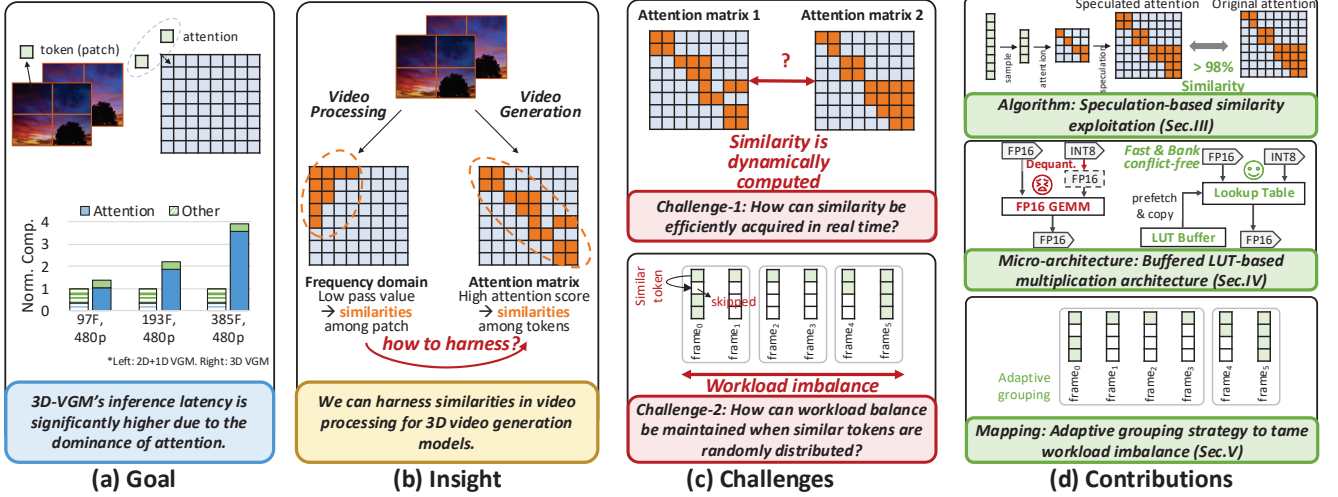 token (patch)
attention
Attention
Other
Norm. Comp.
4
3
2
1
0
97F,
480p
193F,
480p
385F,
480p
*Left: 2D+1D VGM. Right: 3D VGM
3D-VGM's inference latency is
significantly higher due to the
dominance of attention.
(a) Goal
Video
Processing
Video
Generation
Frequency domain
Low pass value
→ similarities
among patch
Attention matrix
High attention score
→ similarities
among tokens
how to harness?
We can harness similarities in video
processing for 3D video generation
models.
(b) Insight
Attention matrix 1
Attention matrix 2
?
Similarity is
dynamically
computed
Challenge-1: How can similarity be
efficiently acquired in real time?
Similar
token
skipped
frame0
frame1
frame2
frame3
frame4
frame5
Workload imbalance
Challenge-2: How can workload balance
be maintained when similar tokens are
randomly distributed?
(c) Challenges
Speculated attention
Original attention
sample
attention
speculation
> 98%
Similarity
Algorithm: Speculation-based similarity
exploitation (Sec.III)
FP16
INT8
Dequant.
FP16
FP16 GEMM
FP16
Fast & Bank
conflict-free
FP16
INT8
Lookup Table
prefetch
& copy
LUT Buffer
FP16
Micro-architecture: Buffered LUT-based
multiplication architecture (Sec.IV)
Adaptive
grouping
frame0
frame1
frame2
frame3
frame4
frame5
Mapping: Adaptive grouping strategy to tame
workload imbalance (Sec.V)
(d) Contributions